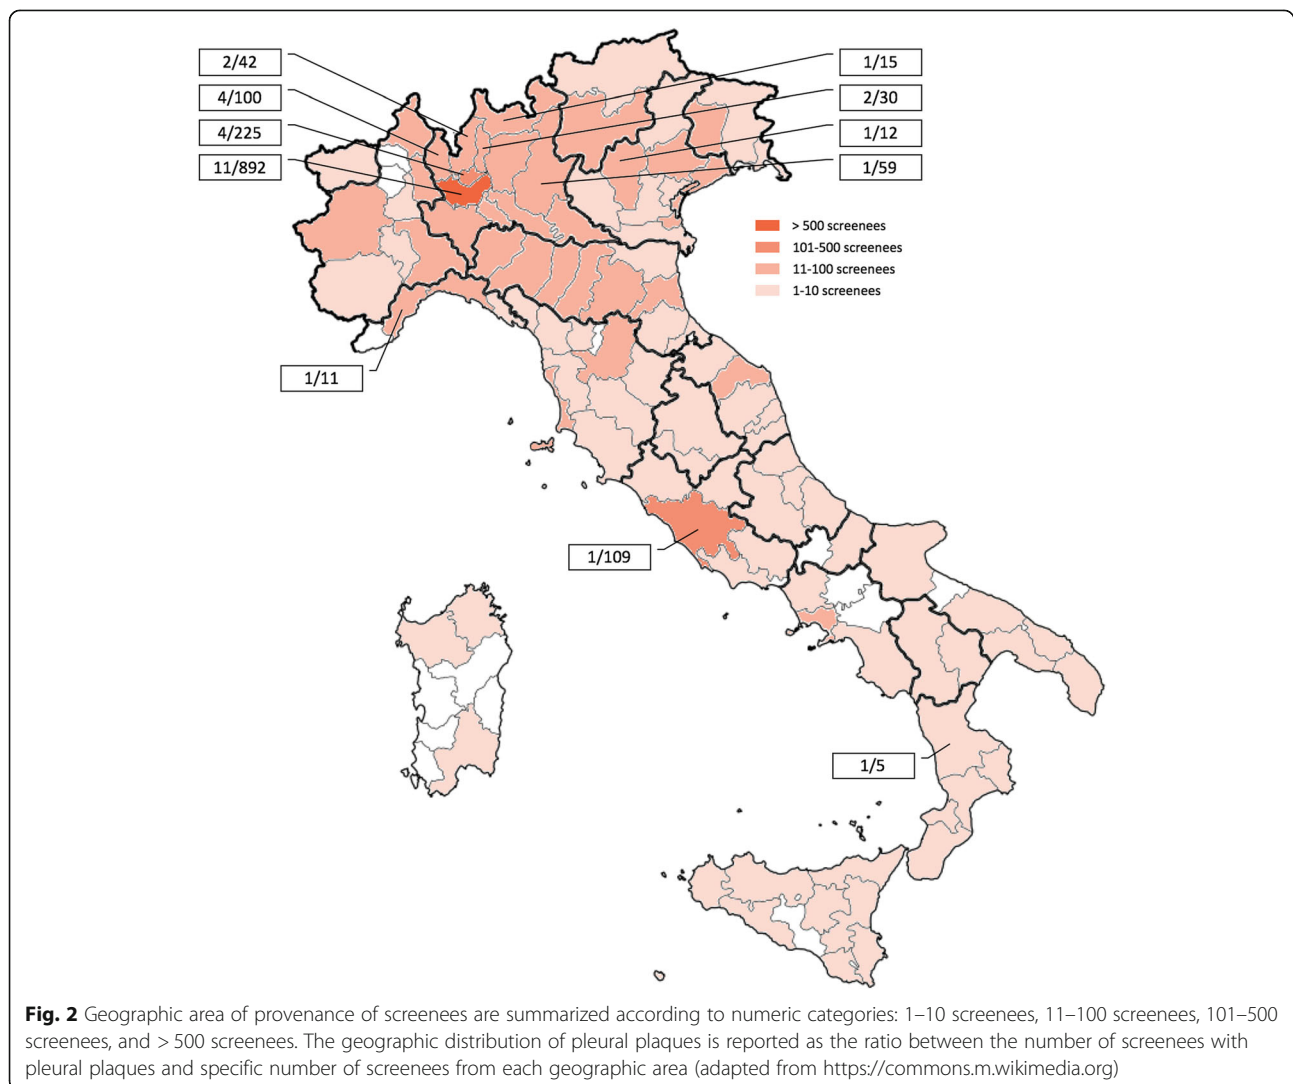 2/42
4/100
4/225
11/892
1/15
2/30
1/12
1/59
> 500 screenees
101-500 screenees
11-100 screenees
1-10 screenees
1/11
1/109
1/5
Fig. 2 Geographic area of provenance of screenees are summarized according to numeric categories: 1–10 screenees, 11–100 screenees, 101–500
screenees, and > 500 screenees. The geographic distribution of pleural plaques is reported as the ratio between the number of screenees with
pleural plaques and specific number of screenees from each geographic area (adapted from https://commons.m.wikimedia.org)